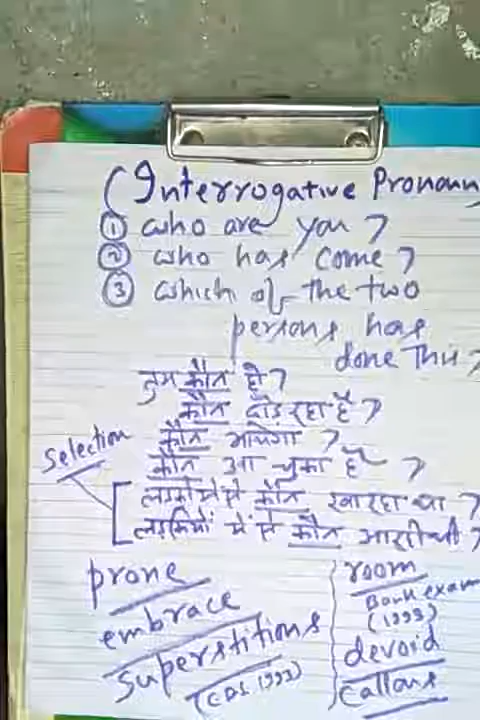 (Interrogative Pronoun
① who are you?
② who has come?
③ which of the two
persons has
done this?
तुम कौन हो?
कौन दौड़ रहा है?
कौन आयेगा?
कौन आ चुका है?
Selection
लड़कों में से कौन खा रहा था?
लड़कियों में से कौन आती थी?
prone
embrace
superstitions
(CDS 1993)
room
Bank exam
(1993)
devoid
Callous